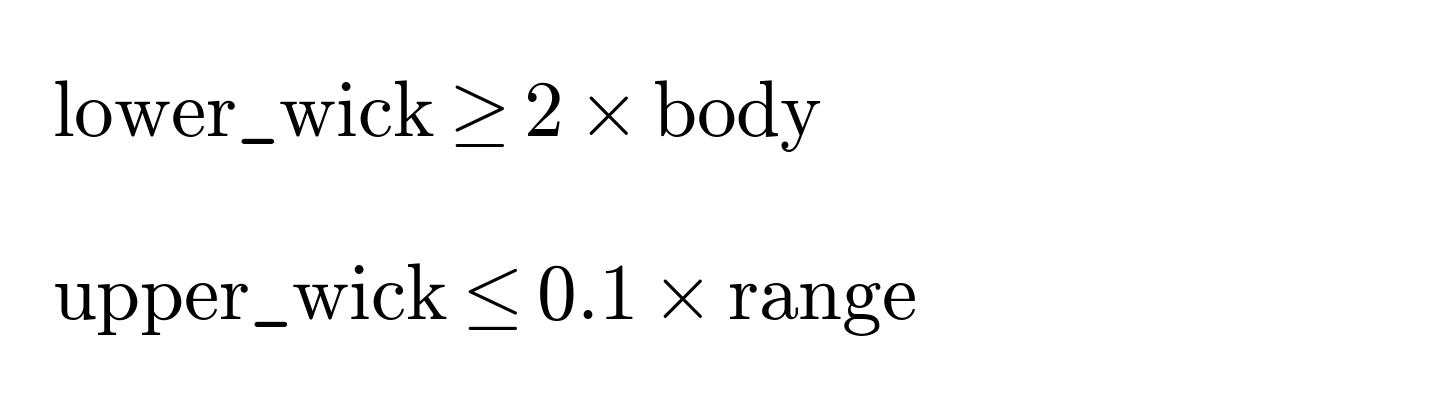 lower_wick ≥ 2 × body
upper_wick ≤ 0.1 × range